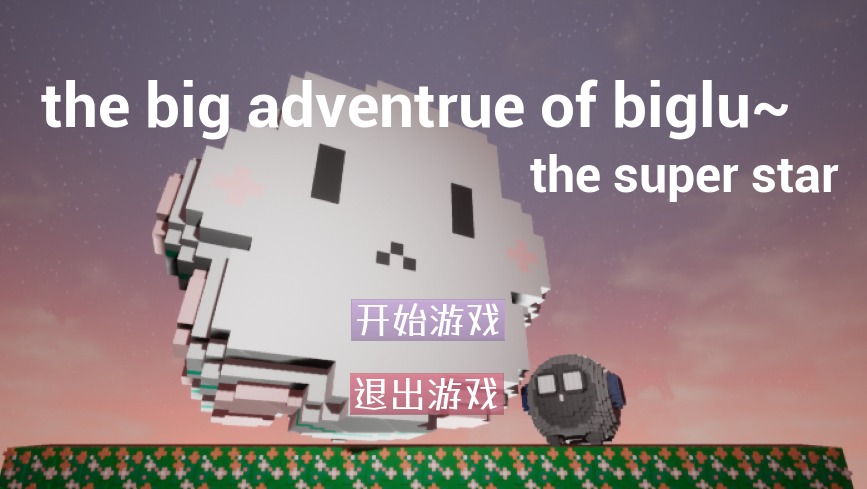 the big adventrue of biglu~
the super star
开始游戏
退出游戏